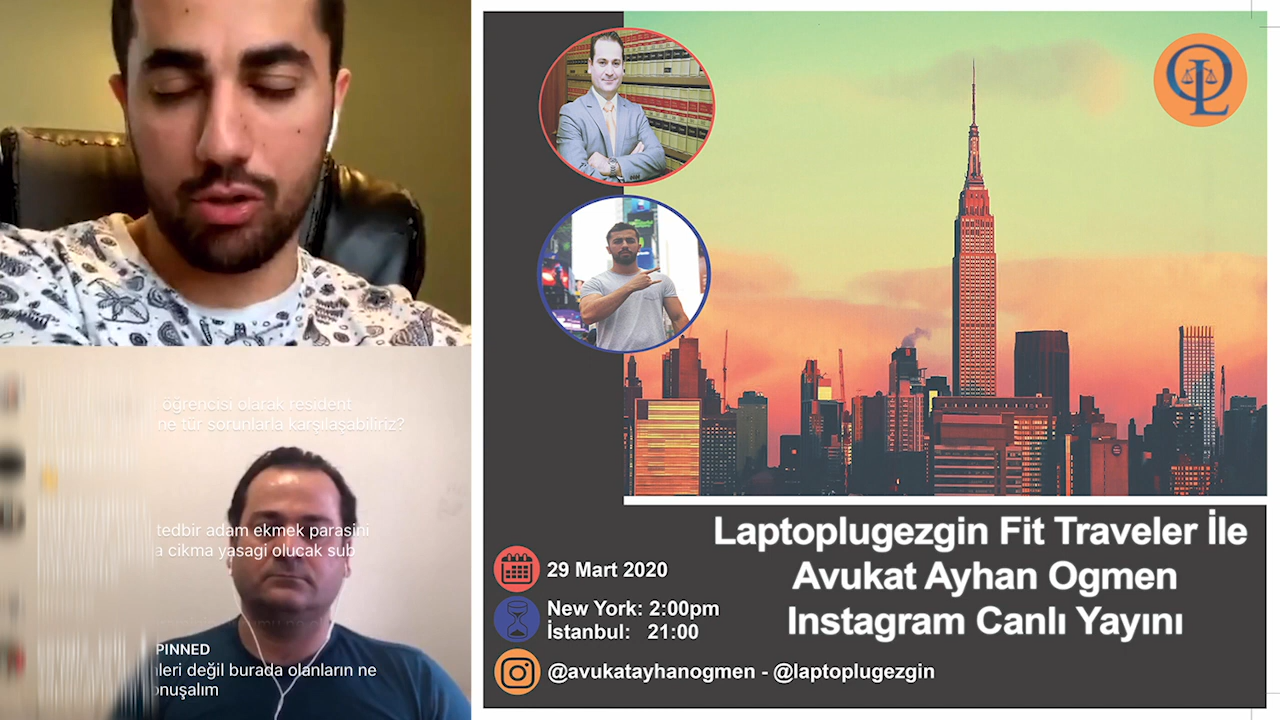 öğrencisi olarak resident
ne tür sorunlarla karşılaşabiliriz?
tedbir adam ekmek parasini
a cikma yasagi olucak sub
PINNED
leri değil burada olanların ne
onuşalım
Laptoplugezgin Fit Traveler İle
Avukat Ayhan Ogmen
Instagram Canlı Yayını
29 Mart 2020
New York: 2:00pm
İstanbul: 21:00
@avukatayhanogmen - @laptoplugezgin